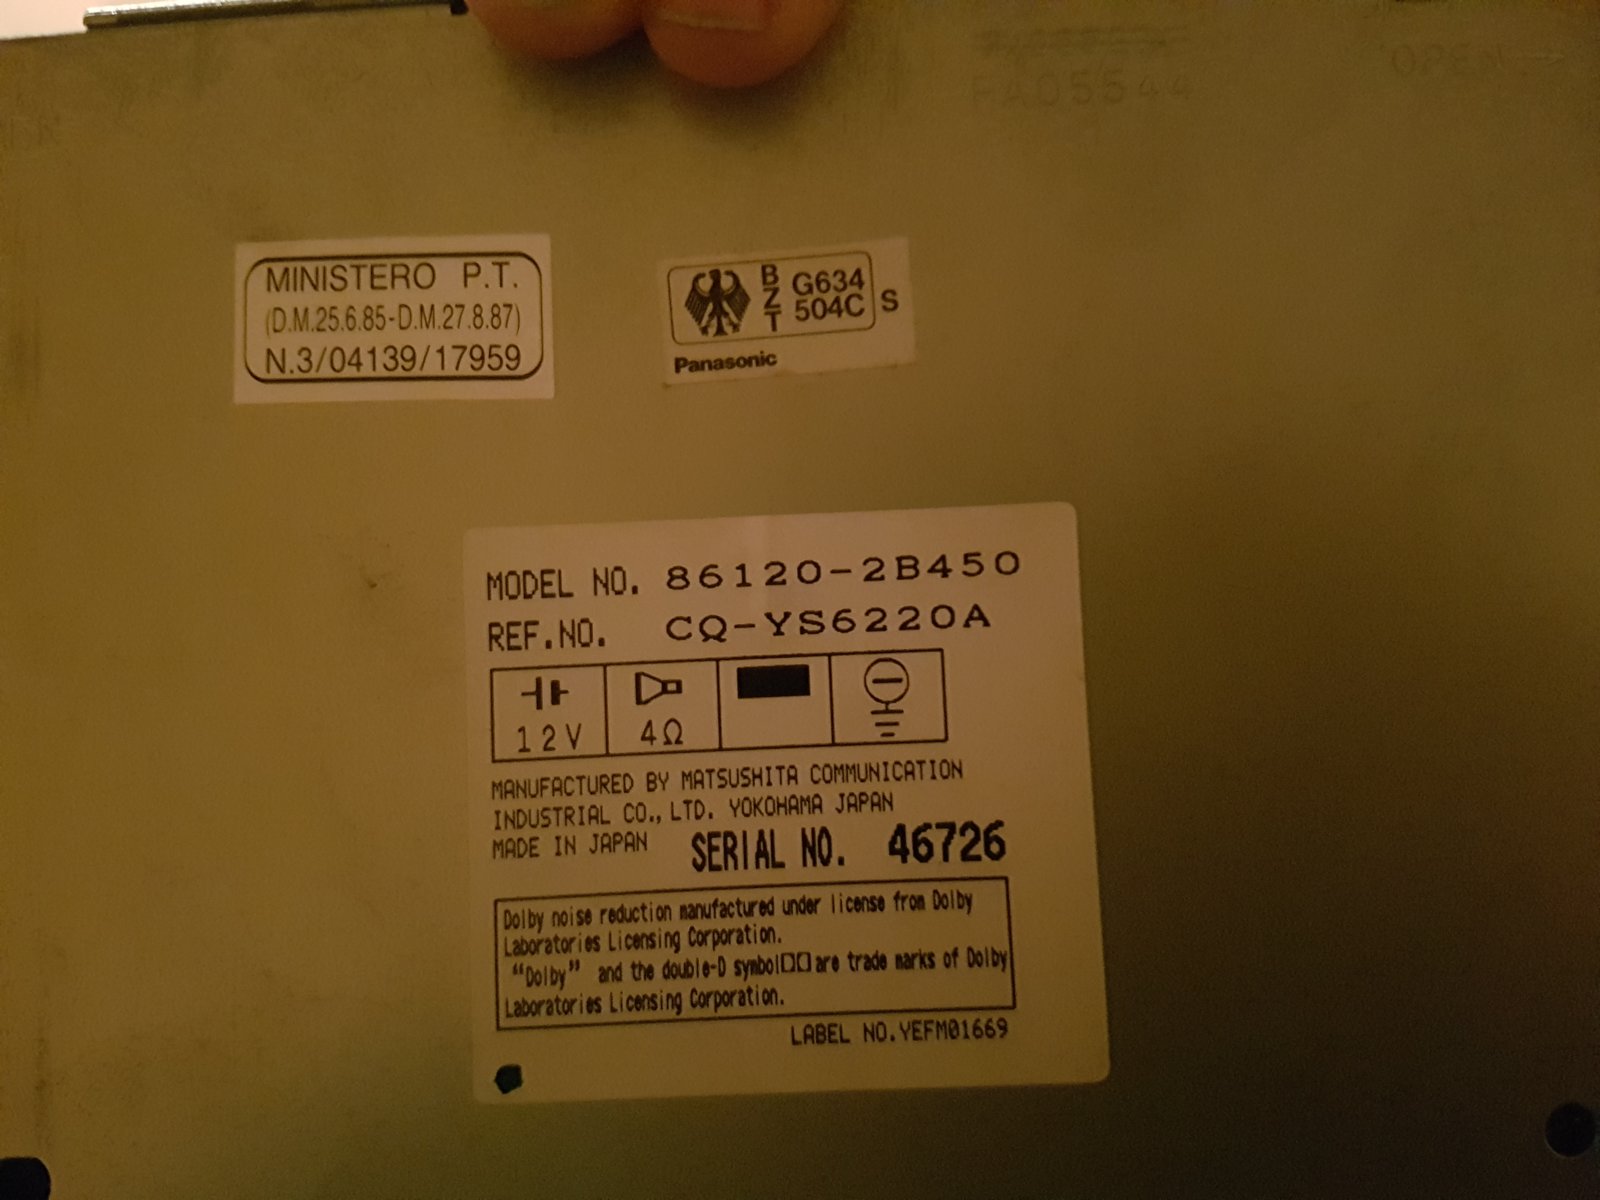 FA05544
MINISTERO P.T.
(D.M.25.6.85-D.M.27.8.87)
N.3/04139/17959
B
Z
T
G634
504C
S
Panasonic
MODEL NO. 86120-2B450
REF.NO. CQ-YS6220A
12V
4Ω
MANUFACTURED BY MATSUSHITA COMMUNICATION
INDUSTRIAL CO., LTD. YOKOHAMA JAPAN
MADE IN JAPAN SERIAL NO. 46726
Dolby noise reduction manufactured under license from Dolby
Laboratories Licensing Corporation.
“Dolby” and the double-D symbol are trade marks of Dolby
Laboratories Licensing Corporation.
LABEL NO.YEFM01669